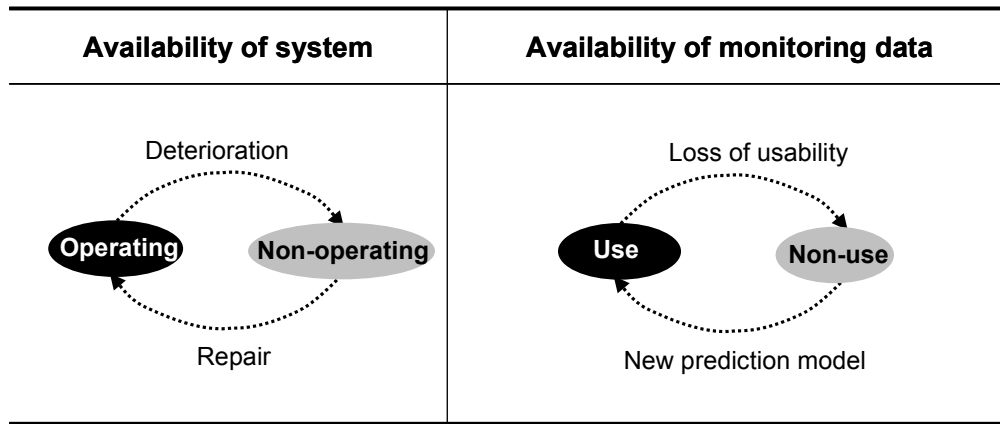 Availability of system
Availability of monitoring data
Deterioration
Operating
Non-operating
Repair
Loss of usability
Use
Non-use
New prediction model